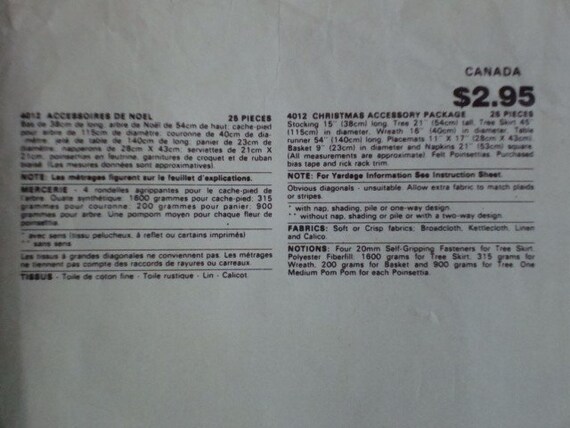 CANADA
$2.95
4012 ACCESSOIRES DE NOEL 25 PIECES
Bas de 38cm de long, arbre de Noël de 54cm de haut, cache-pied
pour arbre de 115cm de diamètre, couronne de 40cm de dia-
mètre, allée de table de 140cm de long, panier de 23cm de
diamètre, napperons de 28cm X 43cm, serviettes de 21cm X
21cm, poinsettias en feutrine, garnitures de croquet et de ruban
biaisé (Les mesures données sont approximatives).
NOTE: Les métrages figurent sur le feuillet d'explications.
MERCERIE - 4 rondelles agrippantes pour le cache-pied de
l'arbre. Ouate synthétique: 1600 grammes pour cache-pied; 315
grammes pour couronne; 200 grammes pour panier; 900
grammes pour arbre. Une pompom moyen pour chaque fleur de
poinsettia.
* avec sens (tissu pelucheux, à reflet ou certains imprimés)
** sans sens
Les tissus à grandes diagonales ne conviennent pas. Les métrages
ne tiennent pas compte des raccords de rayures ou carreaux.
TISSUS - Toile de coton fine - Toile rustique - Lin - Calicot.
4012 CHRISTMAS ACCESSORY PACKAGE 25 PIECES
Stocking 15" (38cm) long, Tree 21" (54cm) tall, Tree Skirt 45"
(115cm) in diameter, Wreath 16" (40cm) in diameter, Table
runner 54" (140cm) long, Placemats 11" X 17" (28cm X 43cm),
Basket 9" (23cm) in diameter and Napkins 21" (53cm) square.
(All measurements are approximate) Felt Poinsettias. Purchased
bias tape and rick rack trim.
NOTE: For Yardage Information See Instruction Sheet.
Obvious diagonals - unsuitable. Allow extra fabric to match plaids
or stripes.
* with nap, shading, pile or one-way design.
** without nap, shading or pile or with a two-way design.
FABRICS: Soft or Crisp fabrics; Broadcloth, Kettlecloth, Linen
and Calico.
NOTIONS: Four 20mm Self-Gripping Fasteners for Tree Skirt.
Polyester Fiberfill: 1600 grams for Tree Skirt, 315 grams for
Wreath, 200 grams for Basket and 900 grams for Tree. One
Medium Pom Pom for each Poinsettia.